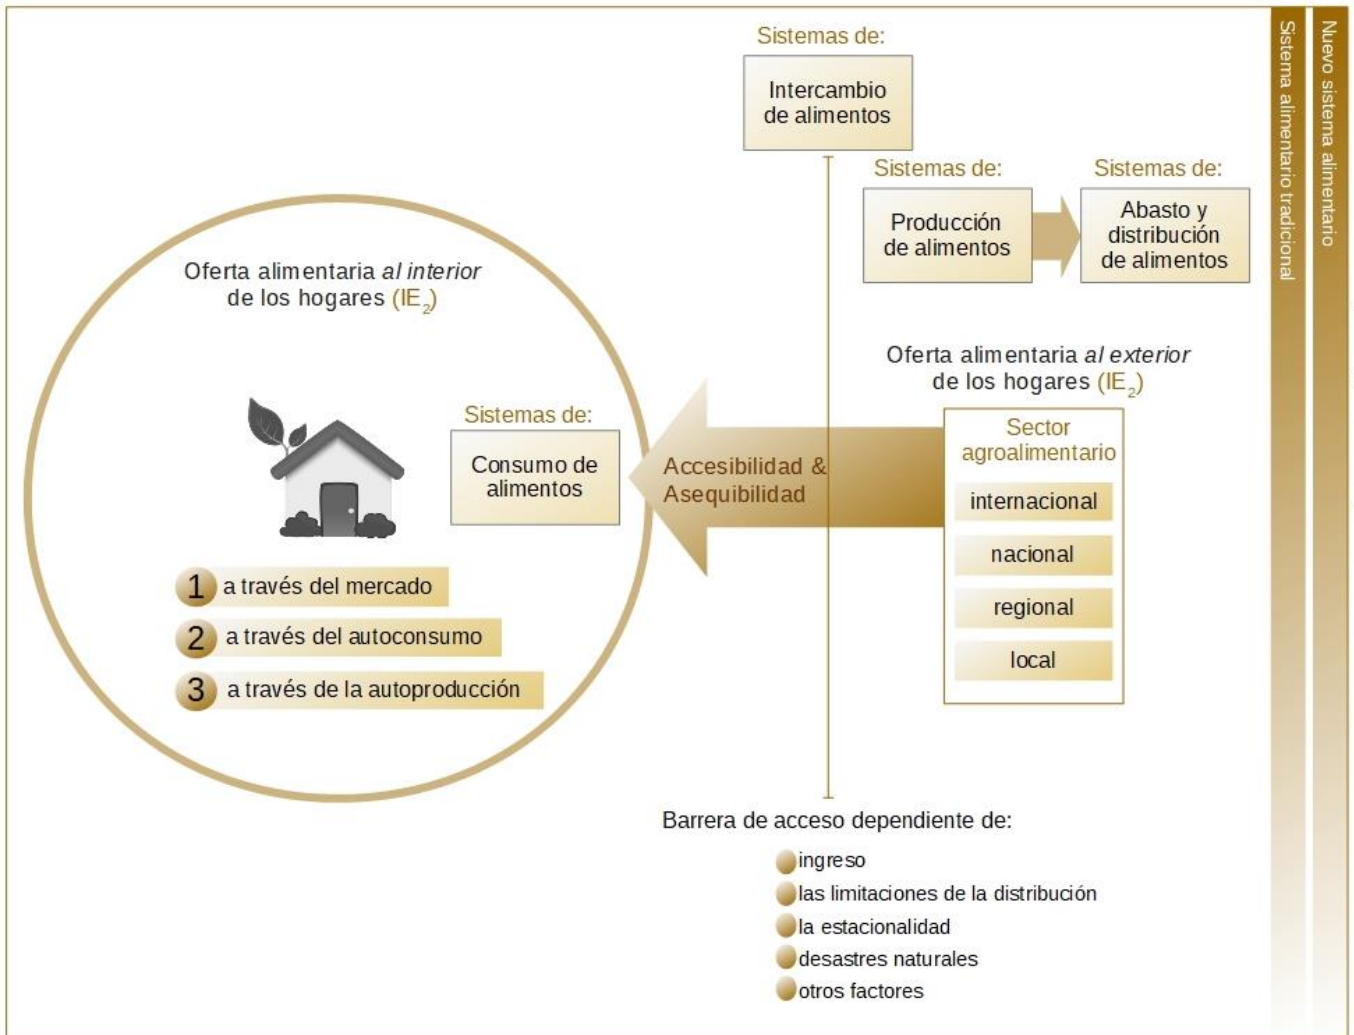 Sistemas de:
Intercambio
de alimentos
Sistemas de:
Producción
de alimentos
Sistemas de:
Abasto y
distribución
de alimentos
Sistema alimentario tradicional
Nuevo sistema alimentario
Oferta alimentaria al interior
de los hogares (IE2)
Sistemas de:
Consumo de
alimentos
1 a través del mercado
2 a través del autoconsumo
3 a través de la autoproducción
Accesibilidad &
Asequibilidad
Oferta alimentaria al exterior
de los hogares (IE2)
Sector
agroalimentario
internacional
nacional
regional
local
Barrera de acceso dependiente de:
ingreso
las limitaciones de la distribución
la estacionalidad
desastres naturales
otros factores